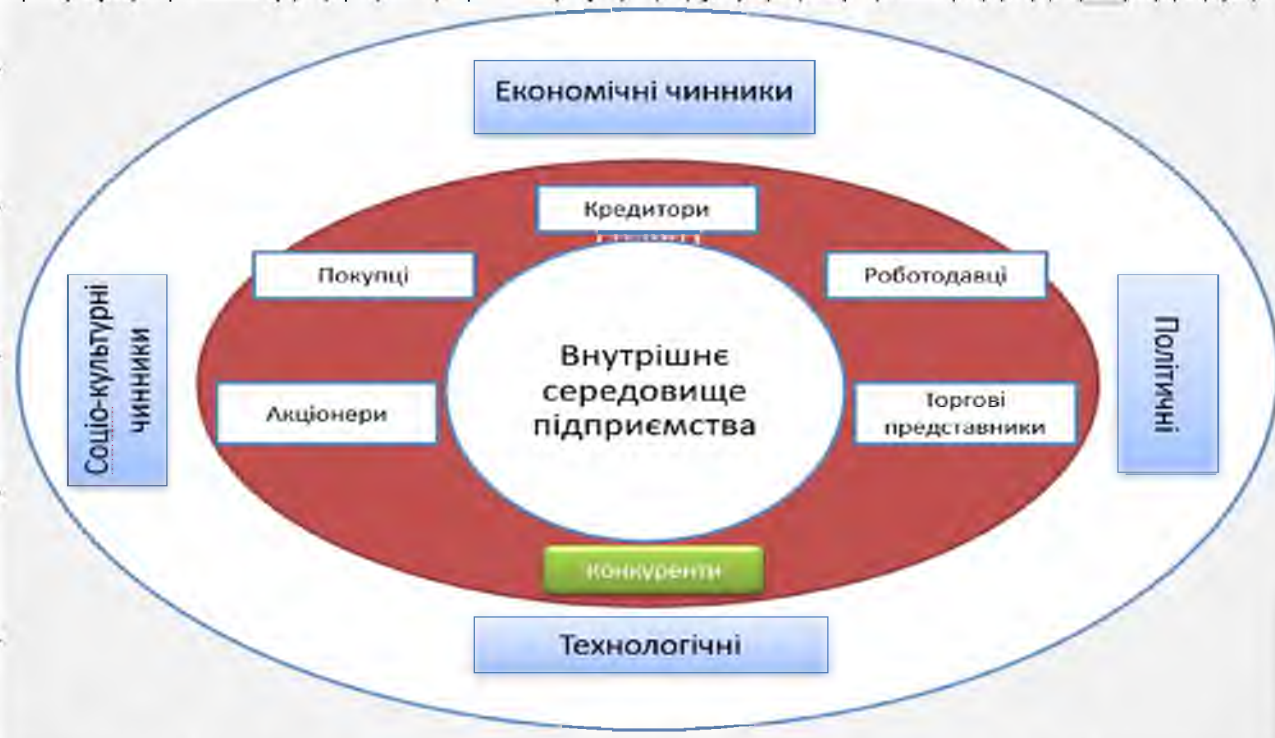 Економічні чинники
Кредитори
Покупці
Роботодавці
Соціо-культурні
чинники
Політичні
Внутрішнє
середовище
підприємства
Акціонери
Торгові
представники
Конкуренти
Технологічні